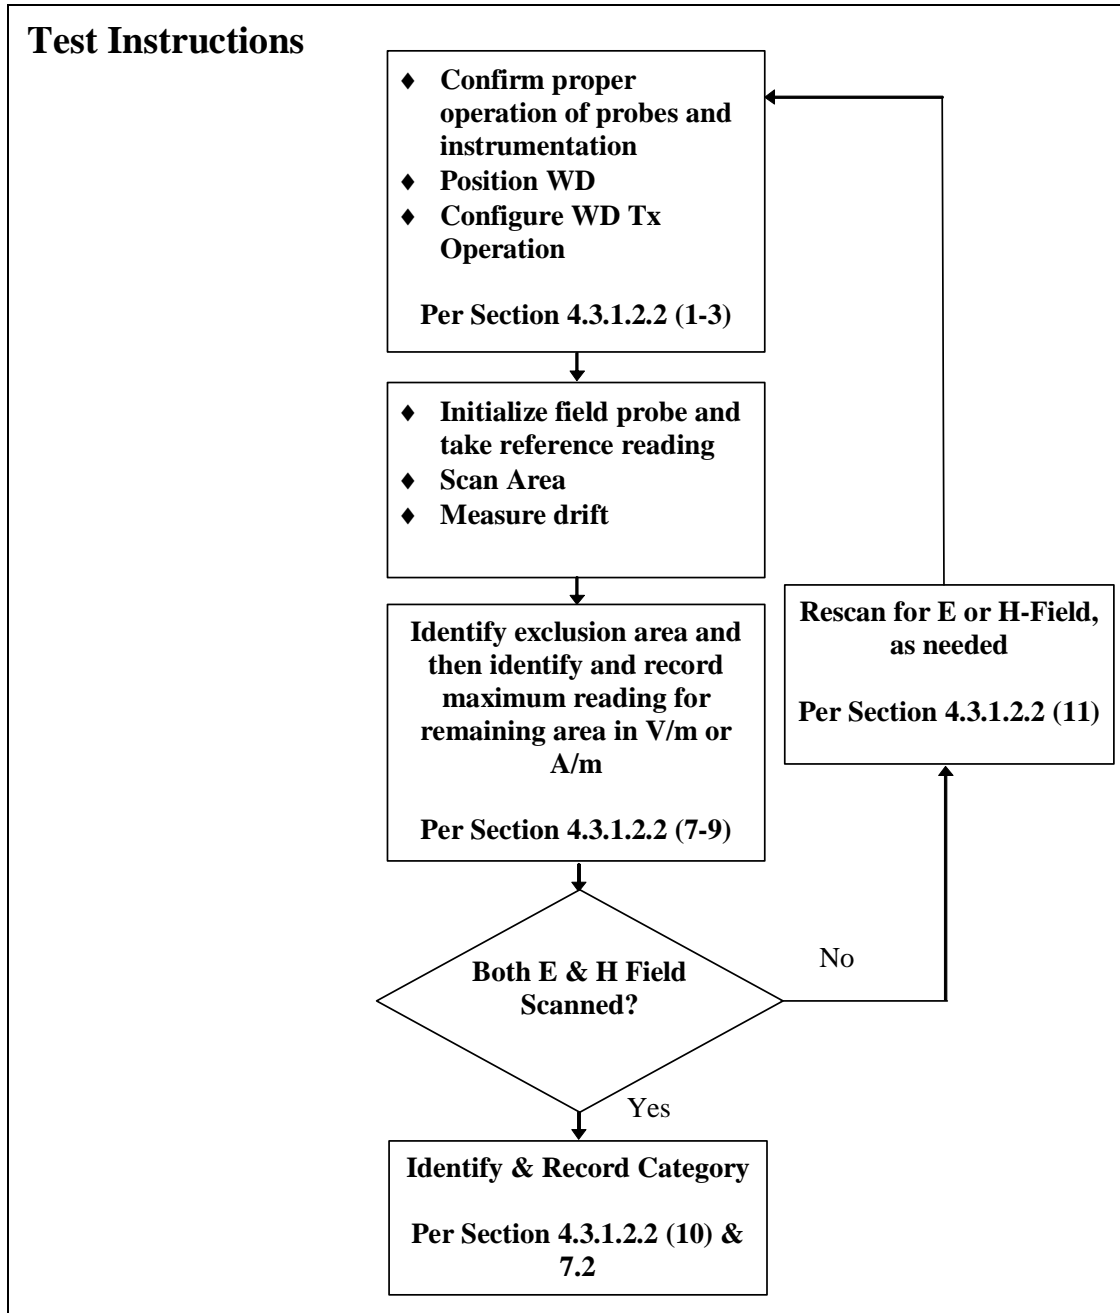 Test Instructions
♦ Confirm proper
operation of probes and
instrumentation
♦ Position WD
♦ Configure WD Tx
Operation
Per Section 4.3.1.2.2 (1-3)
♦ Initialize field probe and
take reference reading
♦ Scan Area
♦ Measure drift
Identify exclusion area and
then identify and record
maximum reading for
remaining area in V/m or
A/m
Per Section 4.3.1.2.2 (7-9)
Rescan for E or H-Field,
as needed
Per Section 4.3.1.2.2 (11)
Both E & H Field
Scanned?
No
Yes
Identify & Record Category
Per Section 4.3.1.2.2 (10) &
7.2